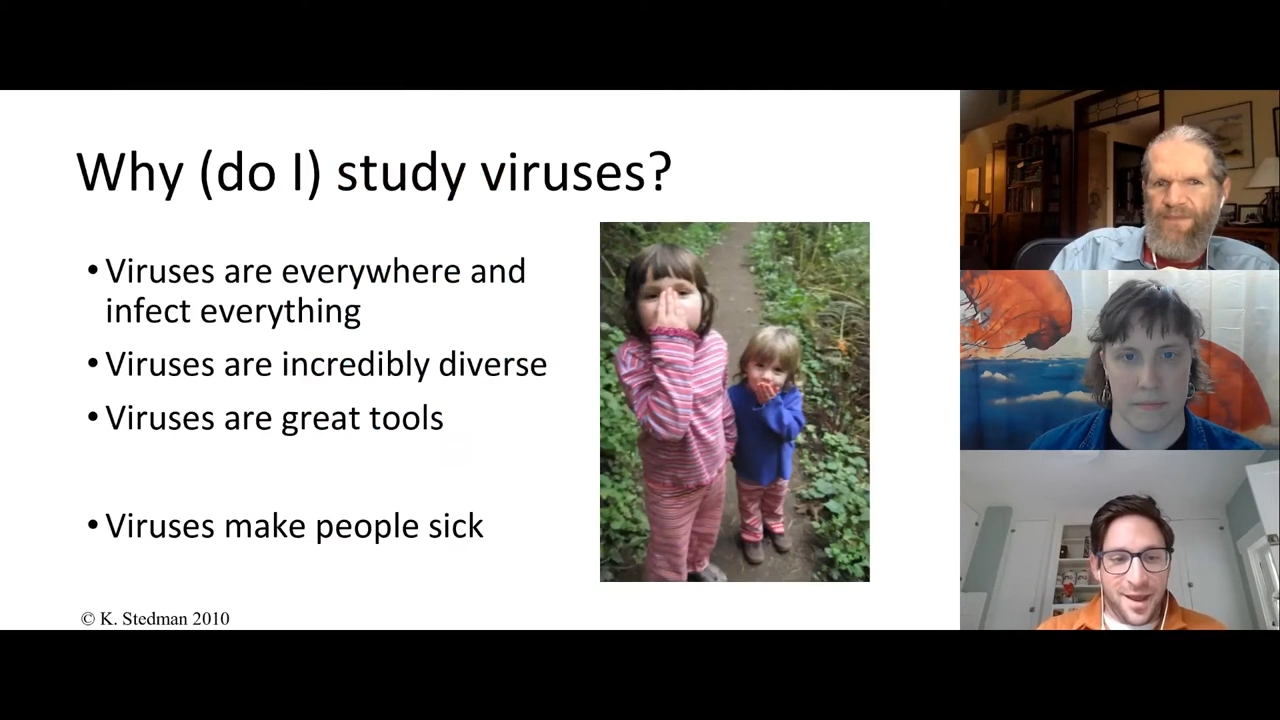 Why (do I) study viruses?
• Viruses are everywhere and
infect everything
• Viruses are incredibly diverse
• Viruses are great tools
• Viruses make people sick
© K. Stedman 2010